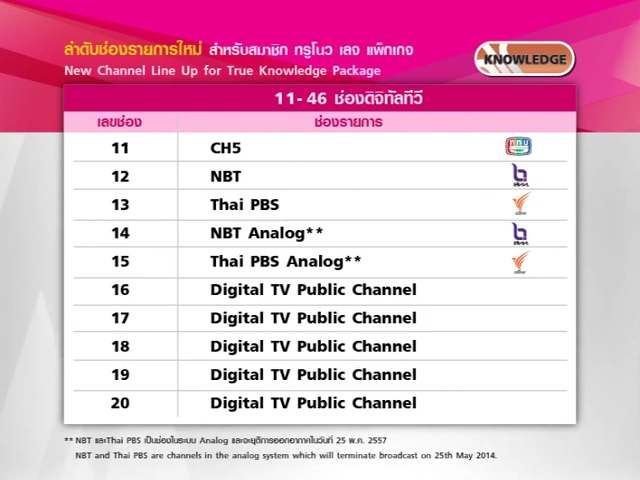 ลำดับช่องรายการใหม่ สำหรับสมาชิก ทรูโนว เลจ แพ็กเกจ
New Channel Line Up for True Knowledge Package
KNOWLEDGE
11- 46 ช่องดิจิทัลทีวี
เลขช่อง ช่องรายการ
11 CH5
12 NBT
13 Thai PBS
14 NBT Analog**
15 Thai PBS Analog**
16 Digital TV Public Channel
17 Digital TV Public Channel
18 Digital TV Public Channel
19 Digital TV Public Channel
20 Digital TV Public Channel
** NBT และThai PBS เป็นช่องในระบบ Analog และจะยุติการออกอากาศในวันที่ 25 พ.ค. 2557
NBT and Thai PBS are channels in the analog system which will terminate broadcast on 25th May 2014.